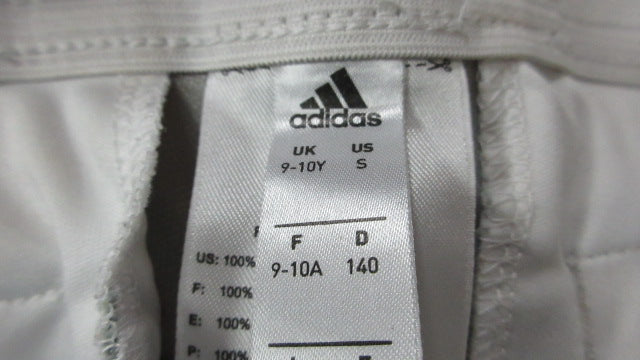 adidas
UK US
9-10Y S
F D
9-10A 140
US: 100%
F: 100%
E: 100%
P: 100%